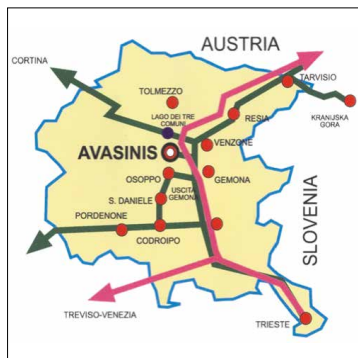 AUSTRIA
CORTINA
TARVISIO
TOLMEZZO
LAGO DEI TRE
COMUNI
RESIA
KRANJSKA
GORA
AVASINIS
VENZONE
OSOPPO
GEMONA
USCITA
GEMONA
S. DANIELE
PORDENONE
CODROIPO
SLOVENIA
TREVISO-VENEZIA
TRIESTE